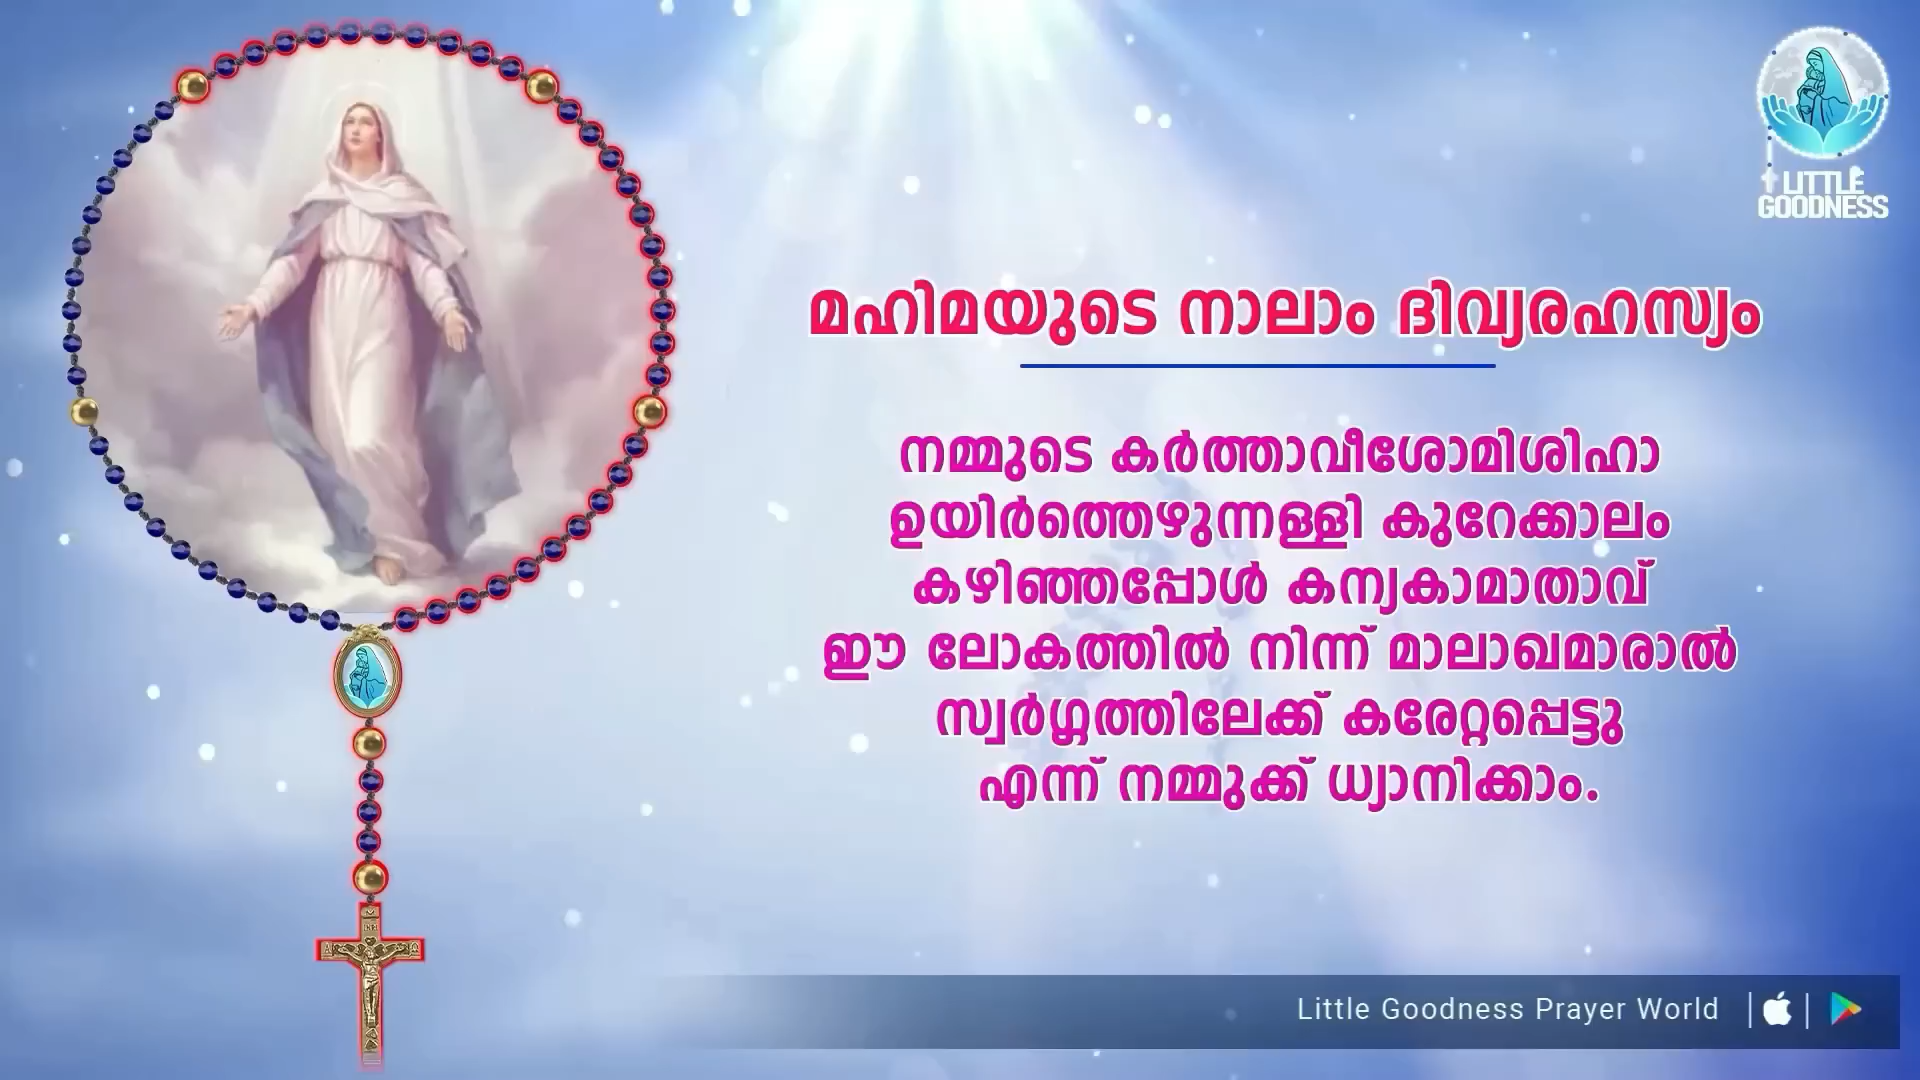 LITTLE
GOODNESS
മഹിമയുടെ നാലാം ദിവ്യരഹസ്യം
നമ്മുടെ കർത്താവീശോമിശിഹാ
ഉയിർത്തെഴുന്നള്ളി കുറേക്കാലം
കഴിഞ്ഞപ്പോൾ കന്യകാമാതാവ്
ഈ ലോകത്തിൽ നിന്ന് മാലാഖമാരാൽ
സ്വർഗ്ഗത്തിലേക്ക് കരേറ്റപ്പെട്ടു
എന്ന് നമ്മുക്ക് ധ്യാനിക്കാം.
Little Goodness Prayer World